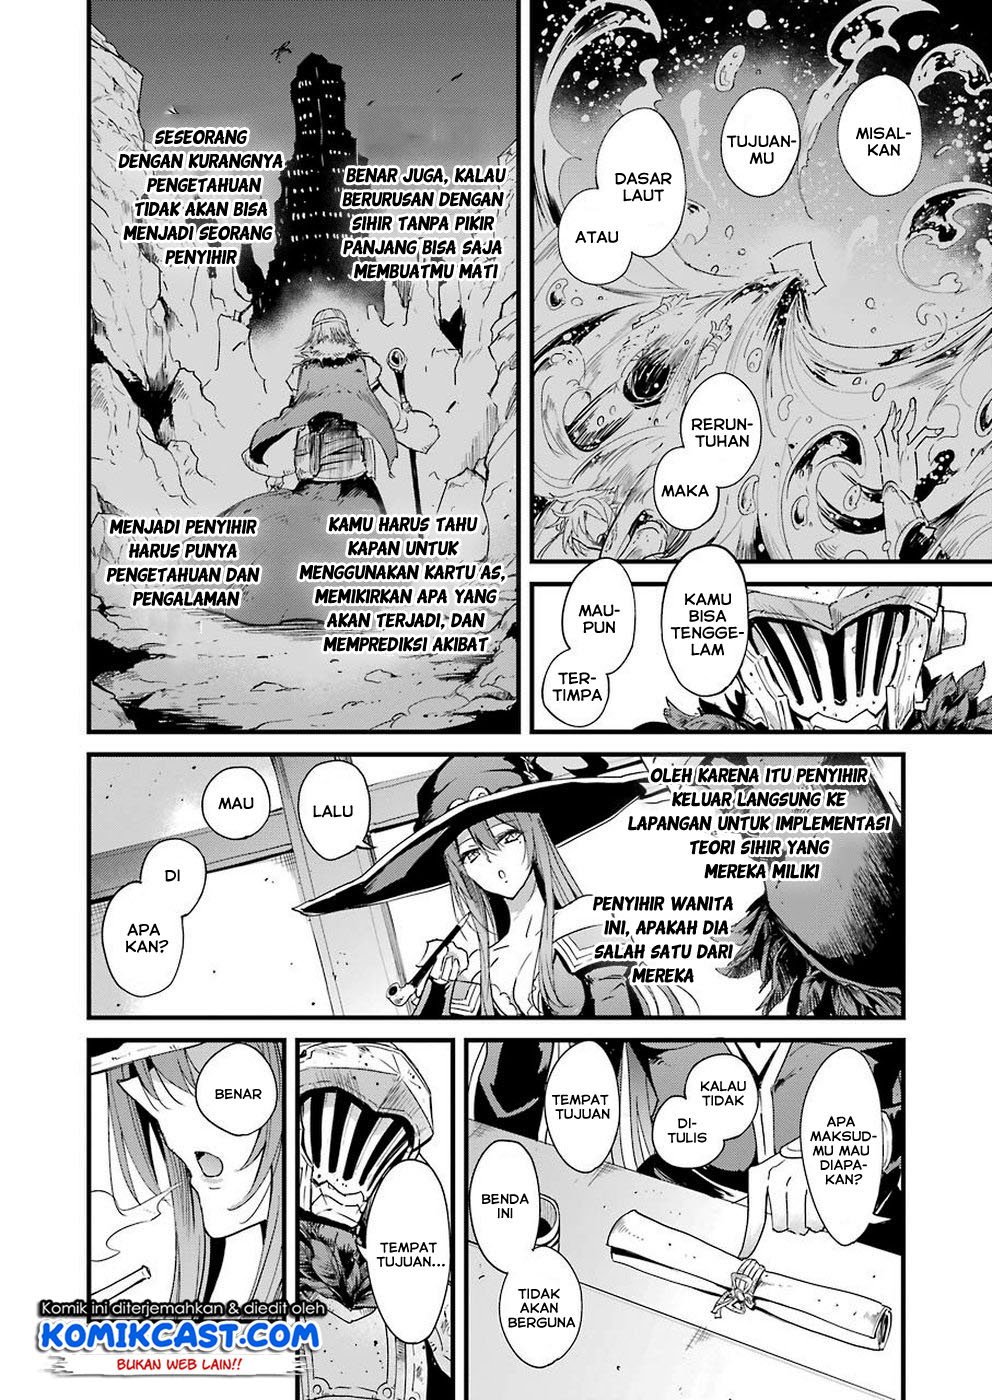 MISAL-
KAN
TUJUAN-
MU
DASAR
LAUT
ATAU
RERUN-
TUHAN
MAKA
KAMU
BISA
TENGGE-
LAM
MAU-
PUN
TER-
TIMPA
BENAR JUGA, KALAU
BERURUSAN DENGAN
SIHIR TANPA PIKIR
PANJANG BISA SAJA
MEMBUATMU MATI
SESEORANG
DENGAN KURANGNYA
PENGETAHUAN
TIDAK AKAN BISA
MENJADI SEORANG
PENYIHIR
KAMU HARUS TAHU
KAPAN UNTUK
MENGGUNAKAN KARTU AS,
MEMIKIRKAN APA YANG
AKAN TERJADI, DAN
MEMPREDIKSI AKIBAT
MENJADI PENYIHIR
HARUS PUNYA
PENGETAHUAN DAN
PENGALAMAN
OLEH KARENA ITU PENYIHIR
KELUAR LANGSUNG KE
LAPANGAN UNTUK IMPLEMENTASI
TEORI SIHIR YANG
MEREKA MILIKI
PENYIHIR WANITA
INI, APAKAH DIA
SALAH SATU DARI
MEREKA
LALU
MAU
DI
APA
KAN?
APA
MAKSUD-
MU MAU
DIAPA-
KAN?
KALAU
TIDAK
DI-
TULIS
TEMPAT
TUJUAN
BENDA
INI
TIDAK
AKAN
BERGUNA
TEMPAT
TUJUAN...
BENAR
Komik ini diterjemahkan & diedit oleh
KOMIKCAST.COM
BUKAN WEB LAIN!!